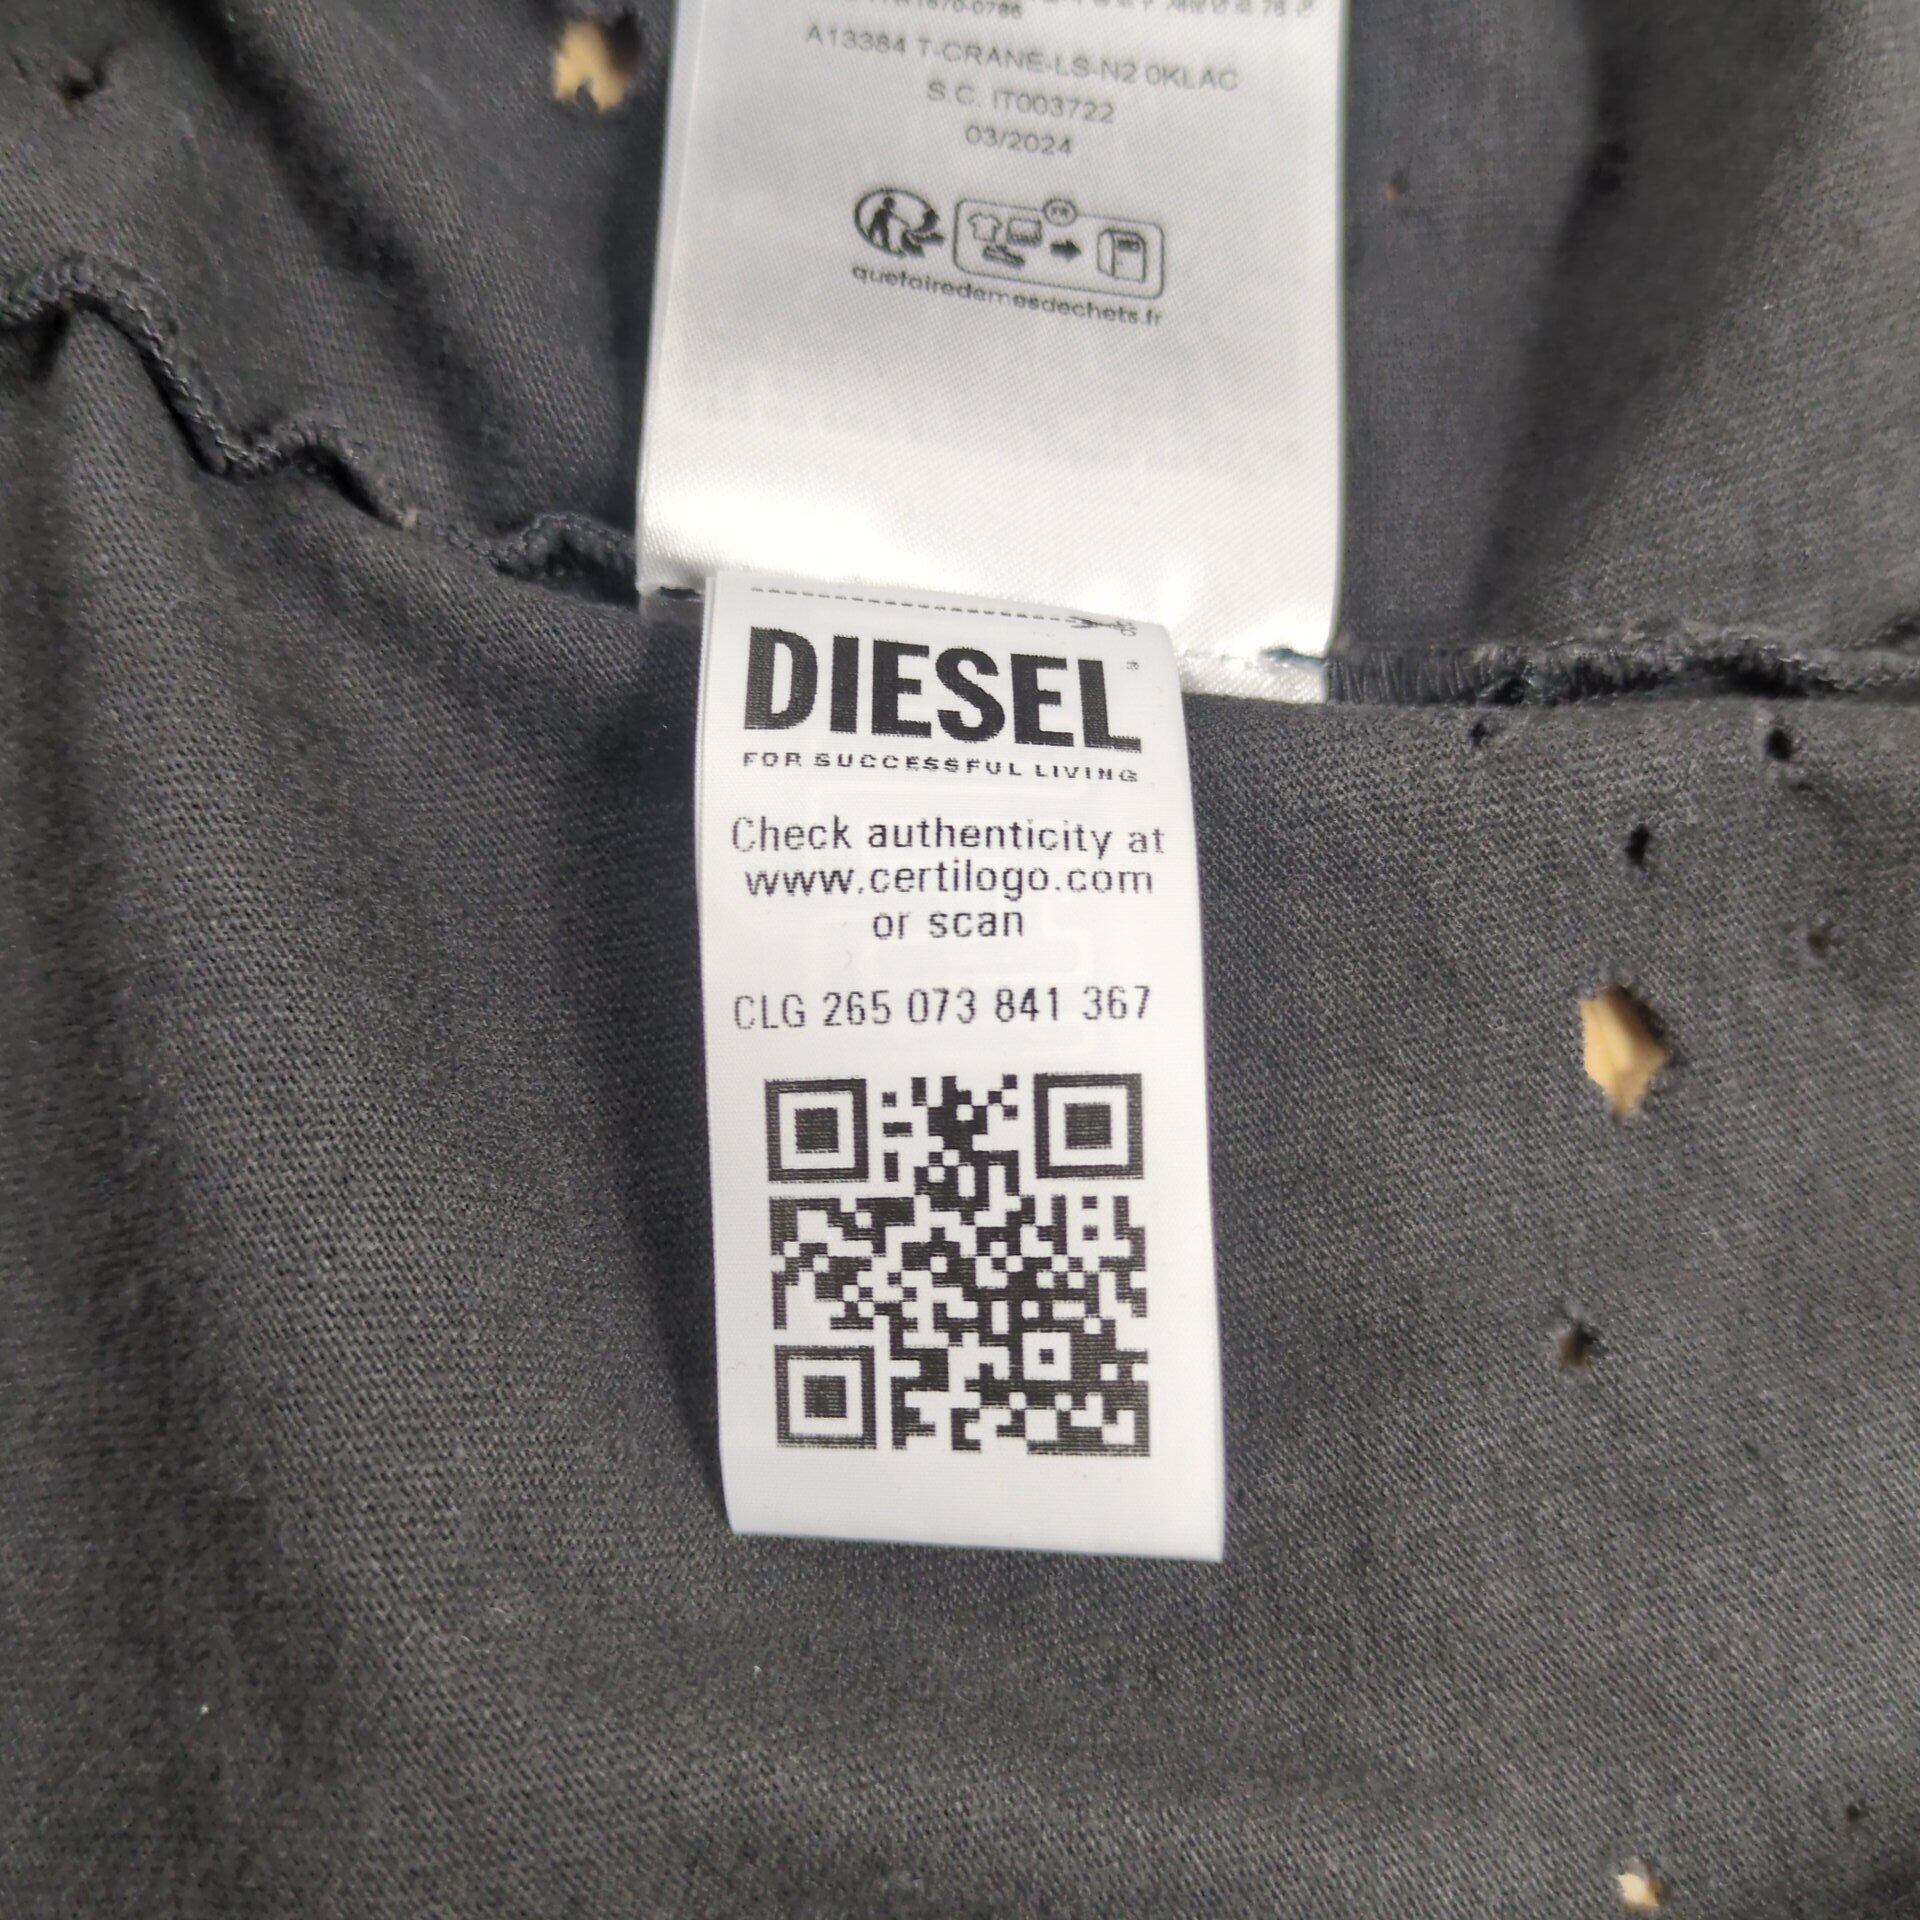 A13384 T-CRANE-LS-N2 0KLAC
S.C. IT003722
03/2024
FR
quefairedemesdechets.fr
DIESEL
FOR SUCCESSFUL LIVING
Check authenticity at
www.certilogo.com
or scan
CLG 265 073 841 367